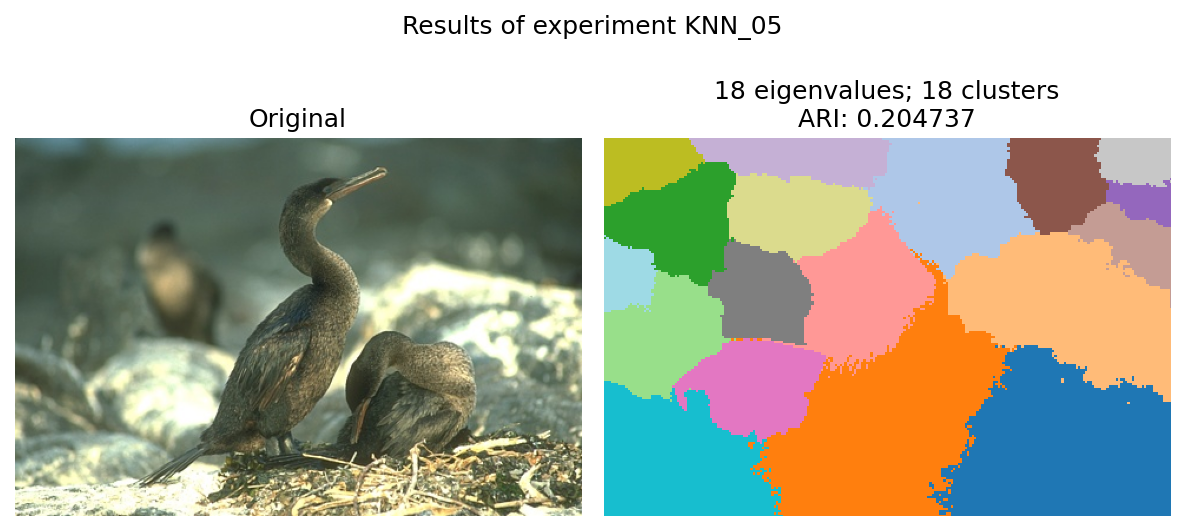 Results of experiment KNN_05
Original
18 eigenvalues; 18 clusters
ARI: 0.204737